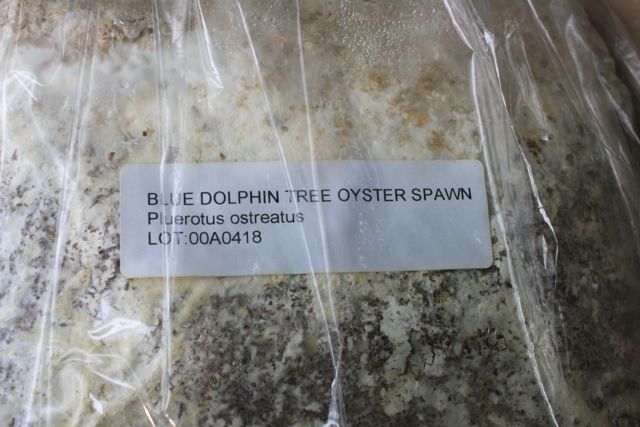 BLUE DOLPHIN TREE OYSTER SPAWN
Pluerotus ostreatus
LOT:00A0418